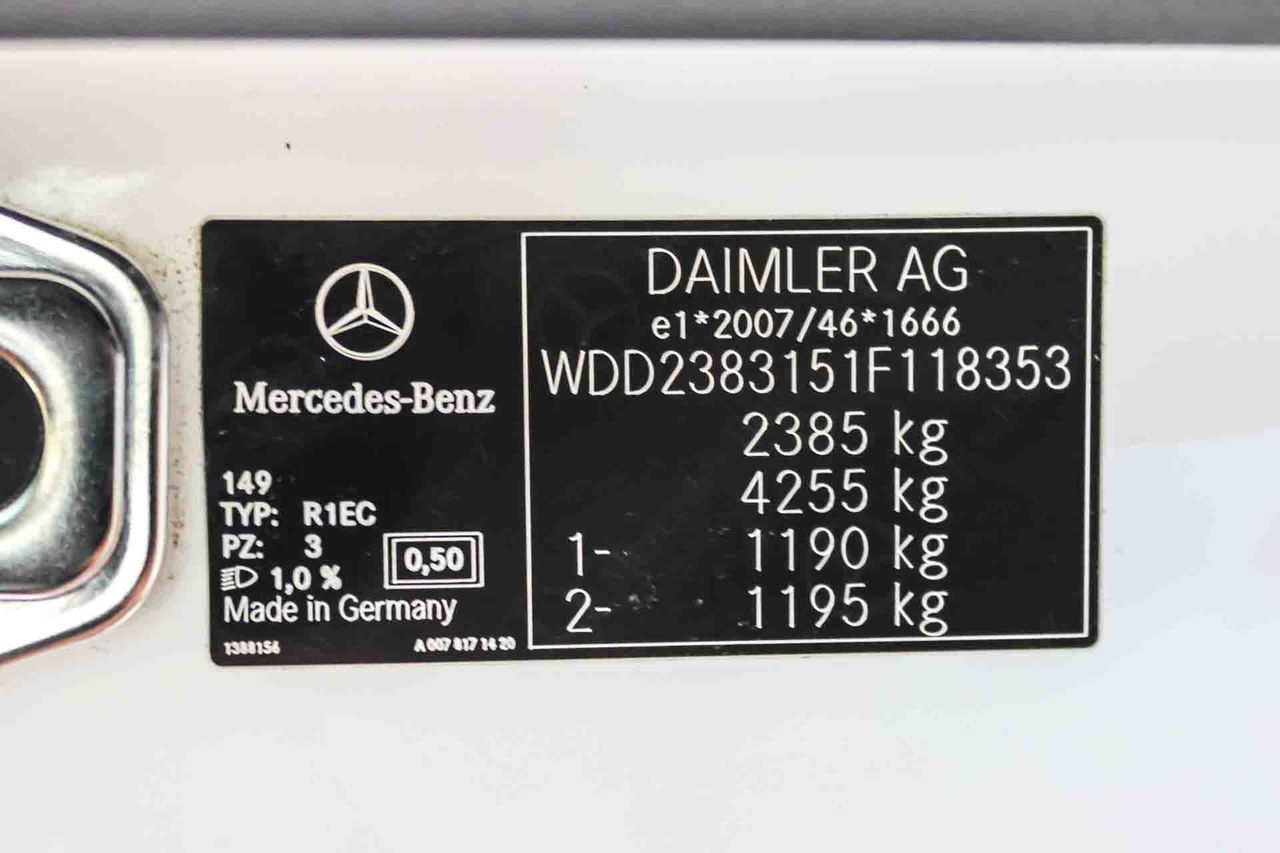 Mercedes-Benz
149
TYP: R1EC
PZ: 3
1,0 %
0,50
Made in Germany
1388156
A 007 817 14 20
DAIMLER AG
e1*2007/46*1666
WDD2383151F118353
2385 kg
4255 kg
1- 1190 kg
2- 1195 kg